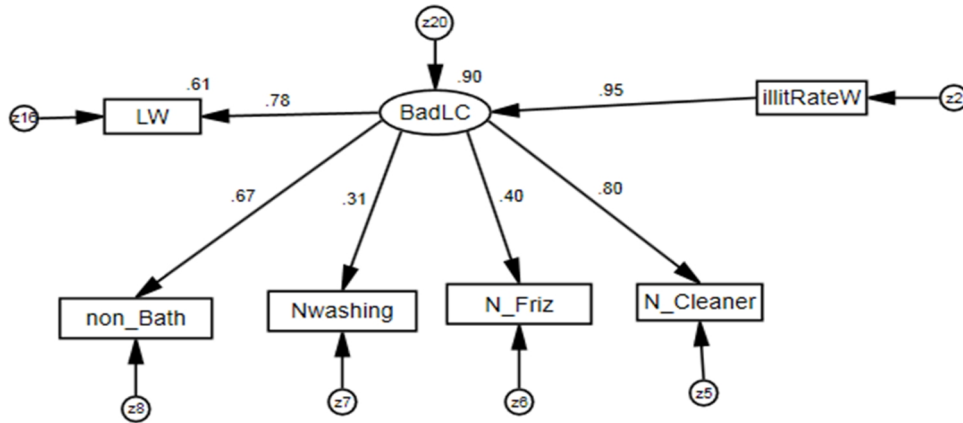 z20
.61
.90
.95
z16
LW
.78
BadLC
illitRateW
.67
.31
.40
.80
non_Bath
Nwashing
N_Friz
N_Cleaner
z8
z7
z6
z5